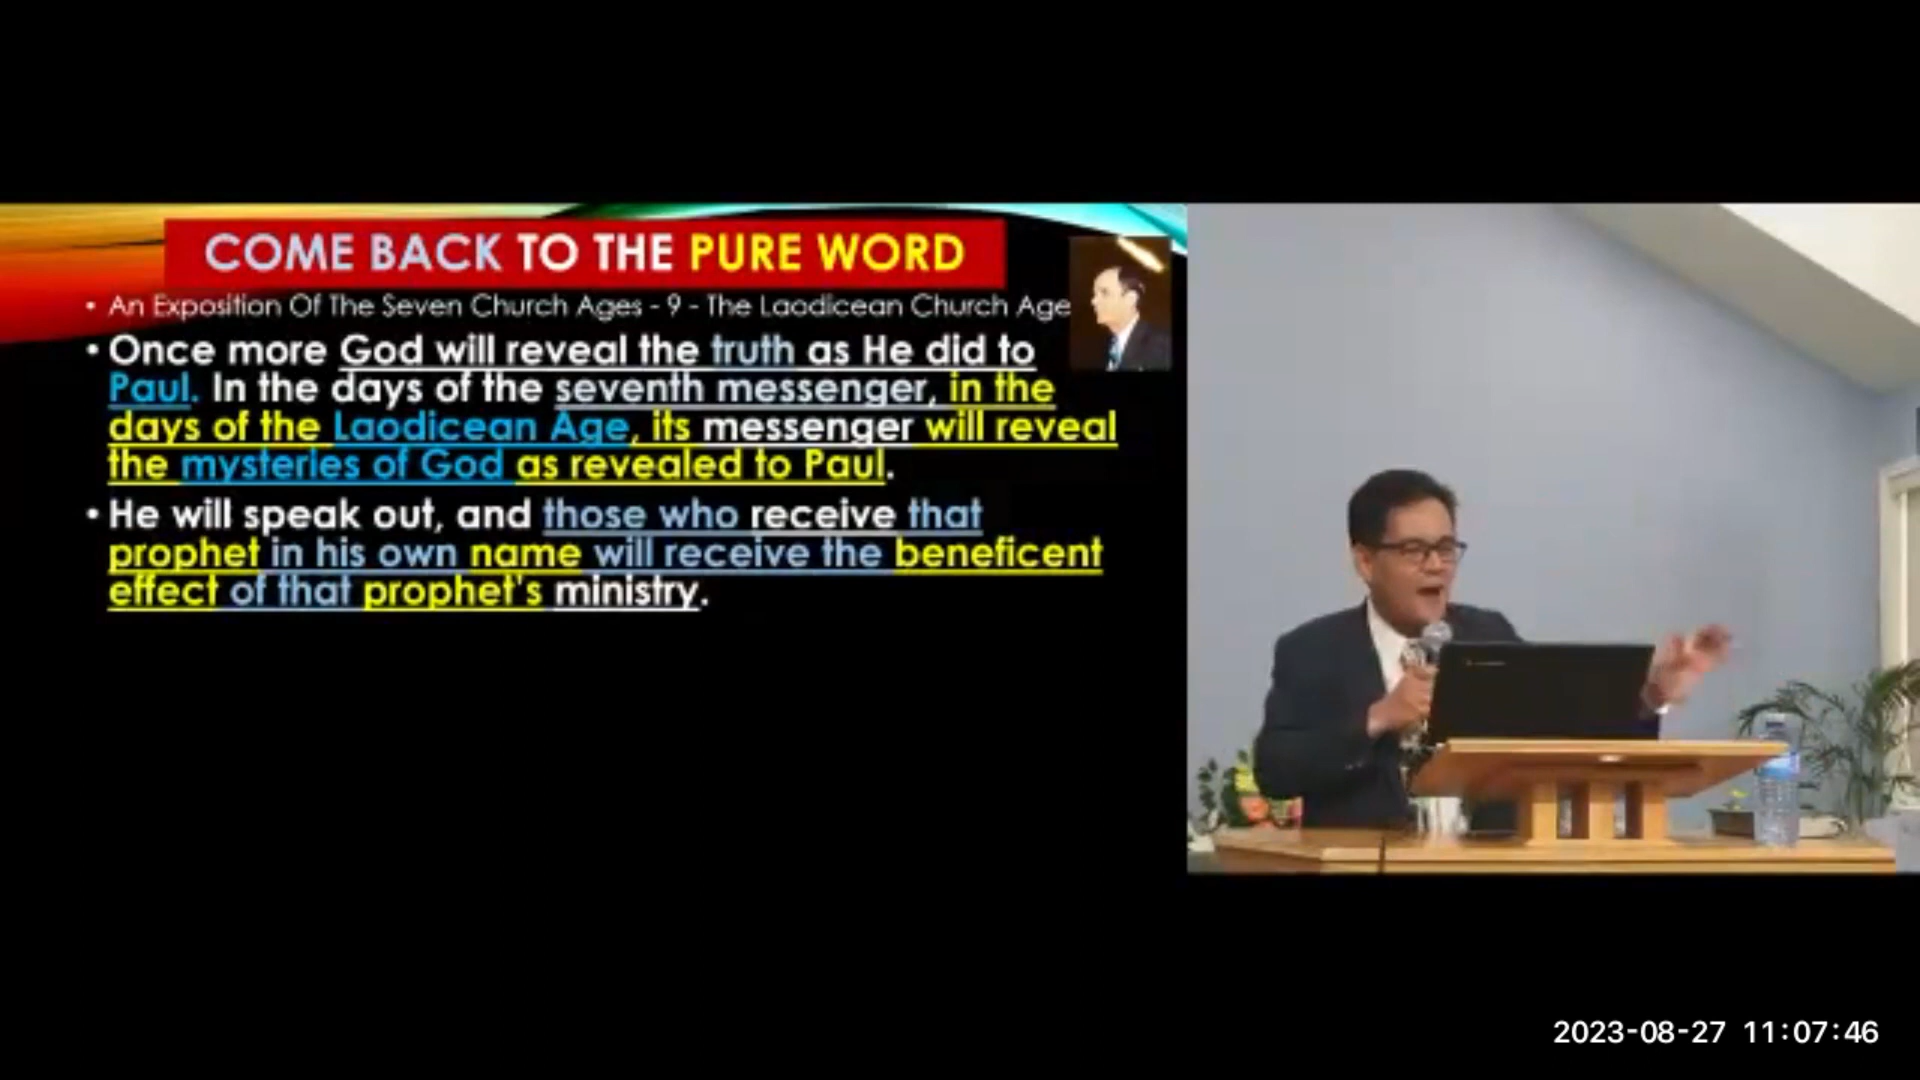 COME BACK TO THE PURE WORD
• An Exposition Of The Seven Church Ages - 9 - The Laodicean Church Age
• Once more God will reveal the truth as He did to
Paul. In the days of the seventh messenger, in the
days of the Laodicean Age, its messenger will reveal
the mysteries of God as revealed to Paul.
• He will speak out, and those who receive that
prophet in his own name will receive the beneficent
effect of that prophet's ministry.
2023-08-27 11:07:46